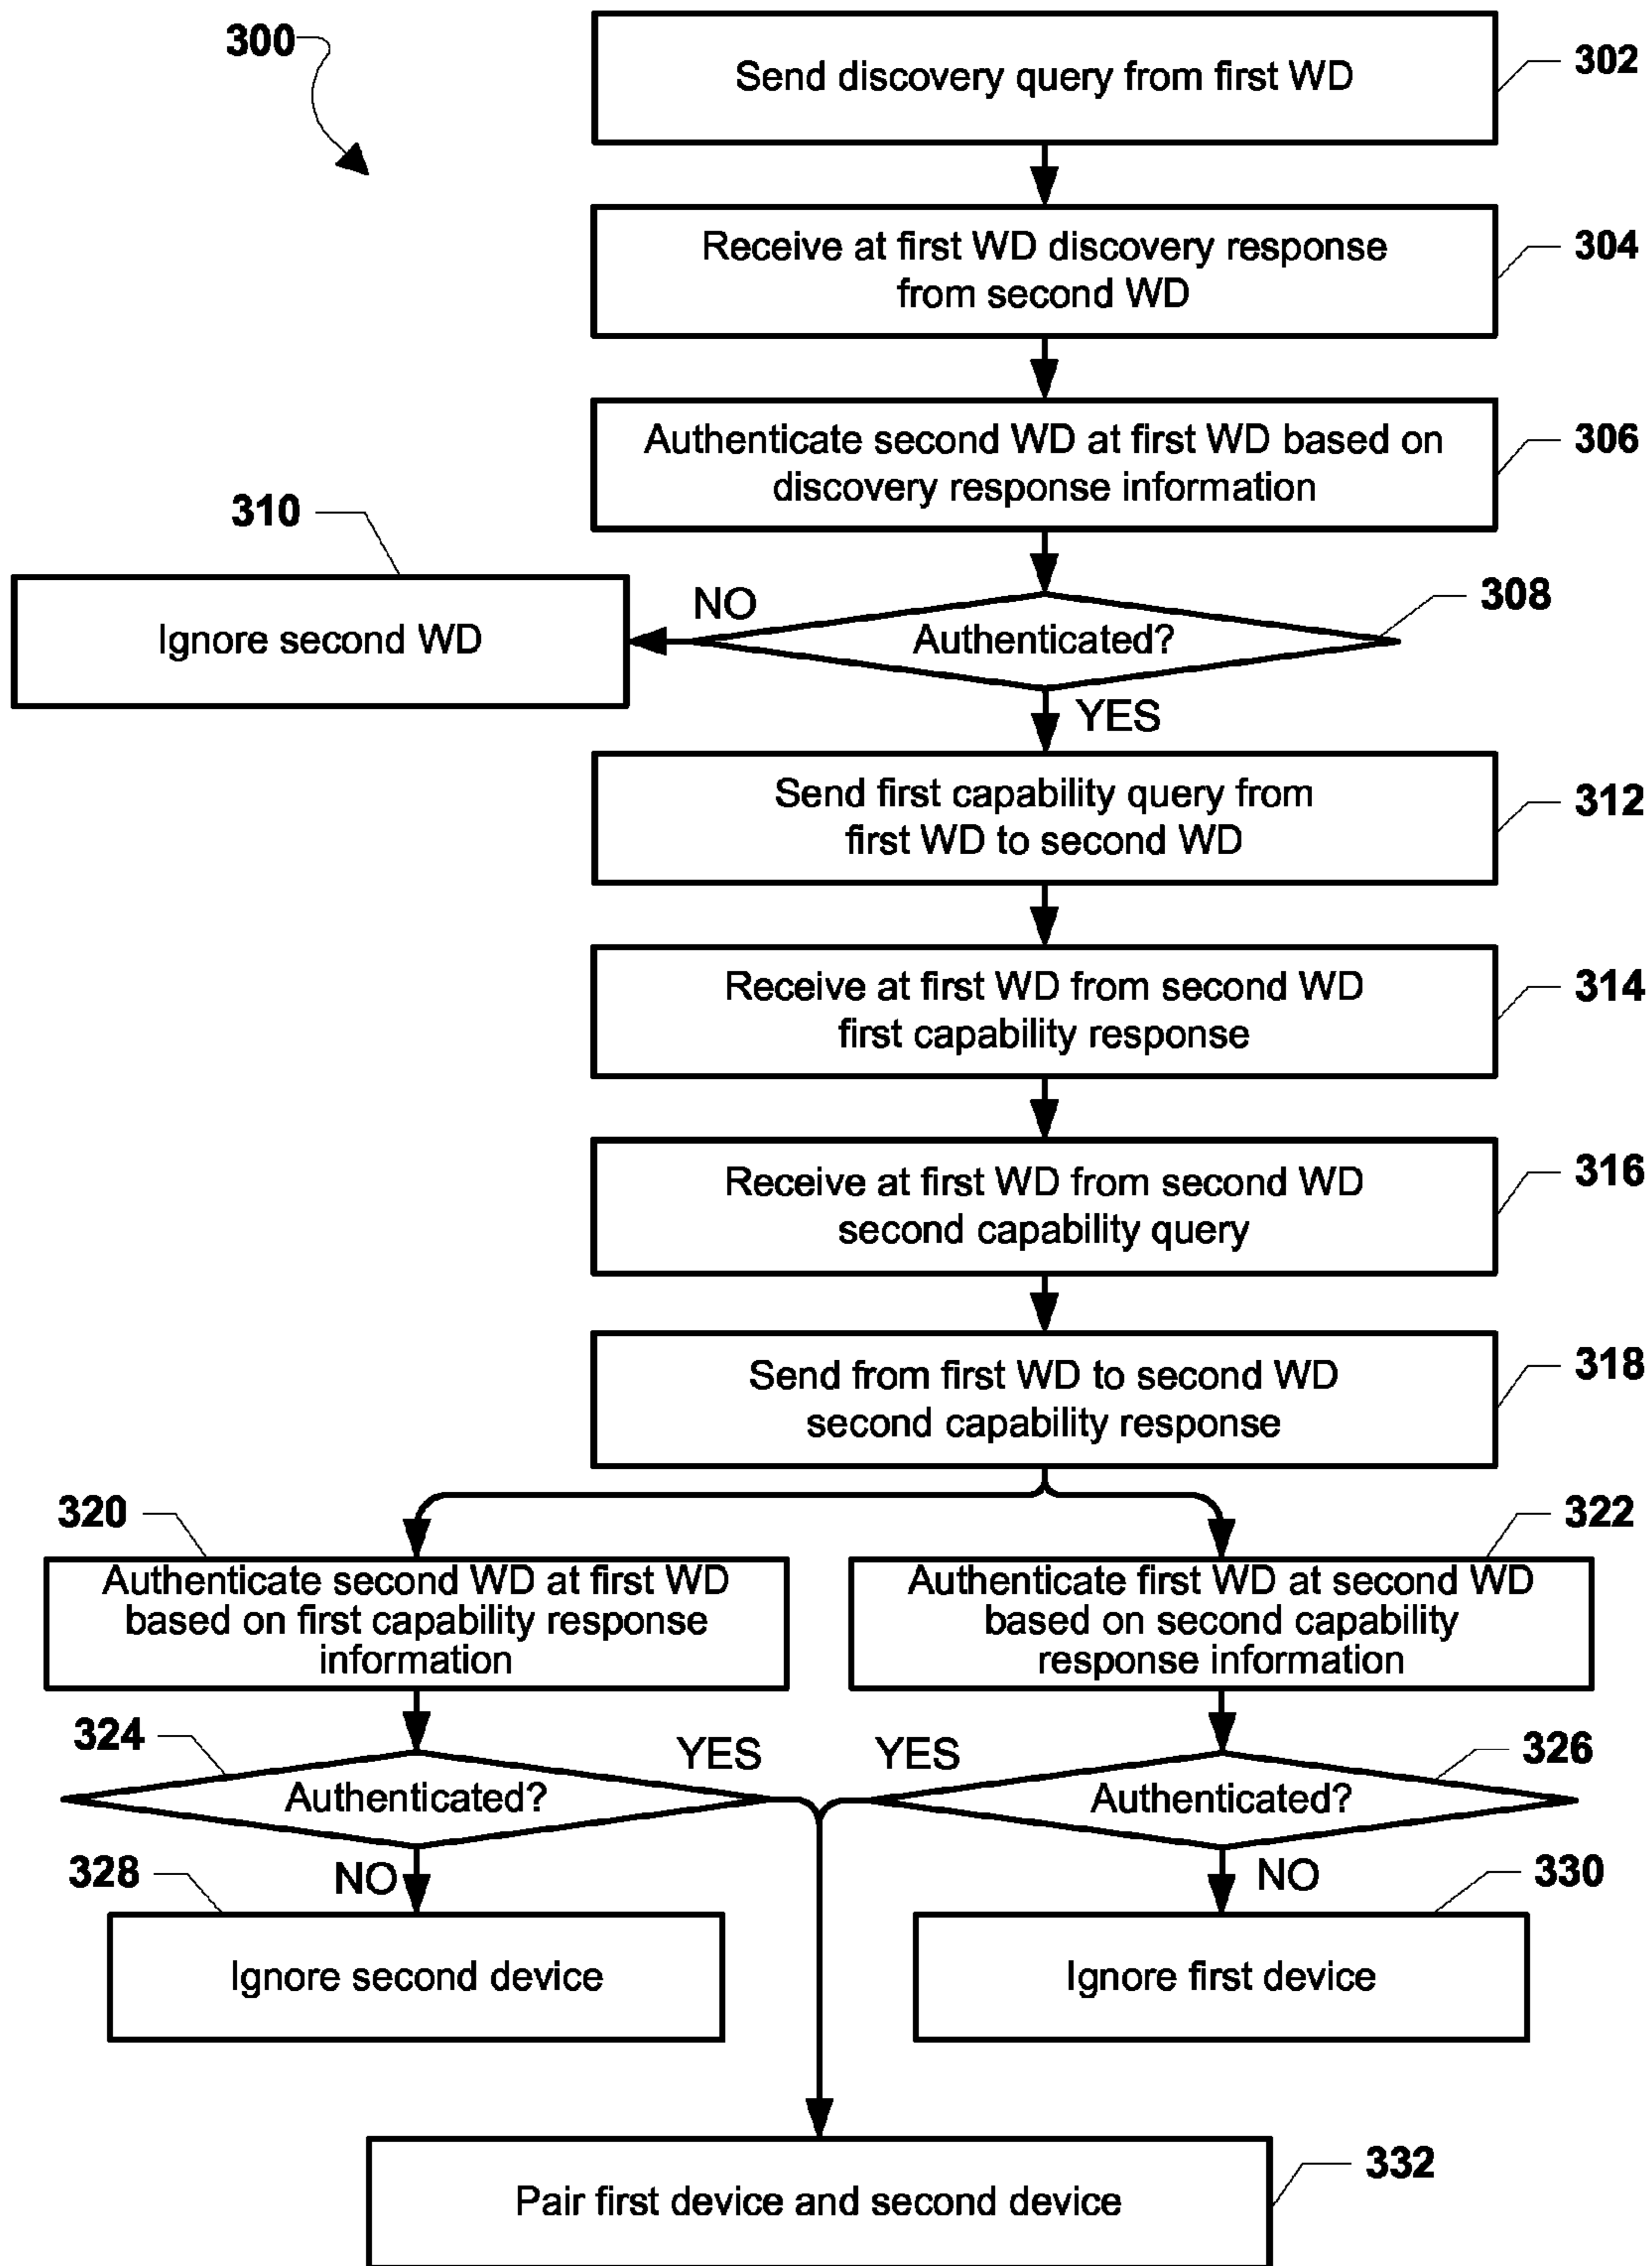 300
302
Send discovery query from first WD
304
Receive at first WD discovery response
from second WD
306
Authenticate second WD at first WD based on
discovery response information
310
308
NO
Ignore second WD
Authenticated?
YES
312
Send first capability query from
first WD to second WD
314
Receive at first WD from second WD
first capability response
316
Receive at first WD from second WD
second capability query
318
Send from first WD to second WD
second capability response
320
322
Authenticate second WD at first WD
based on first capability response
information
Authenticate first WD at second WD
based on second capability
response information
324
YES
YES
326
Authenticated?
Authenticated?
328
NO
NO
330
Ignore second device
Ignore first device
332
Pair first device and second device